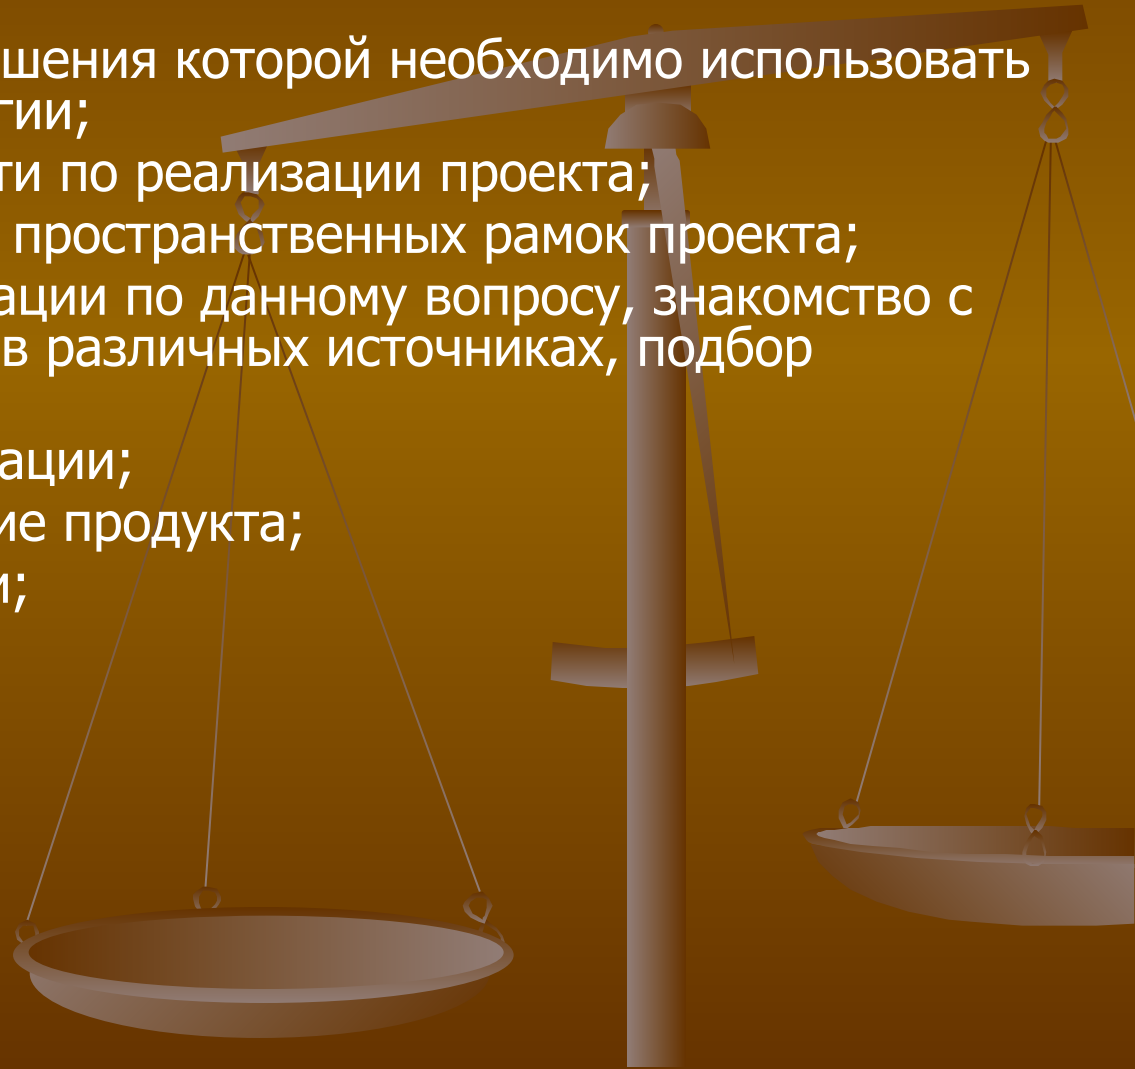 шения которой необходимо использовать
гии;
ти по реализации проекта;
пространственных рамок проекта;
ации по данному вопросу, знакомство с
в различных источниках, подбор
ации;
ие продукта;
и;